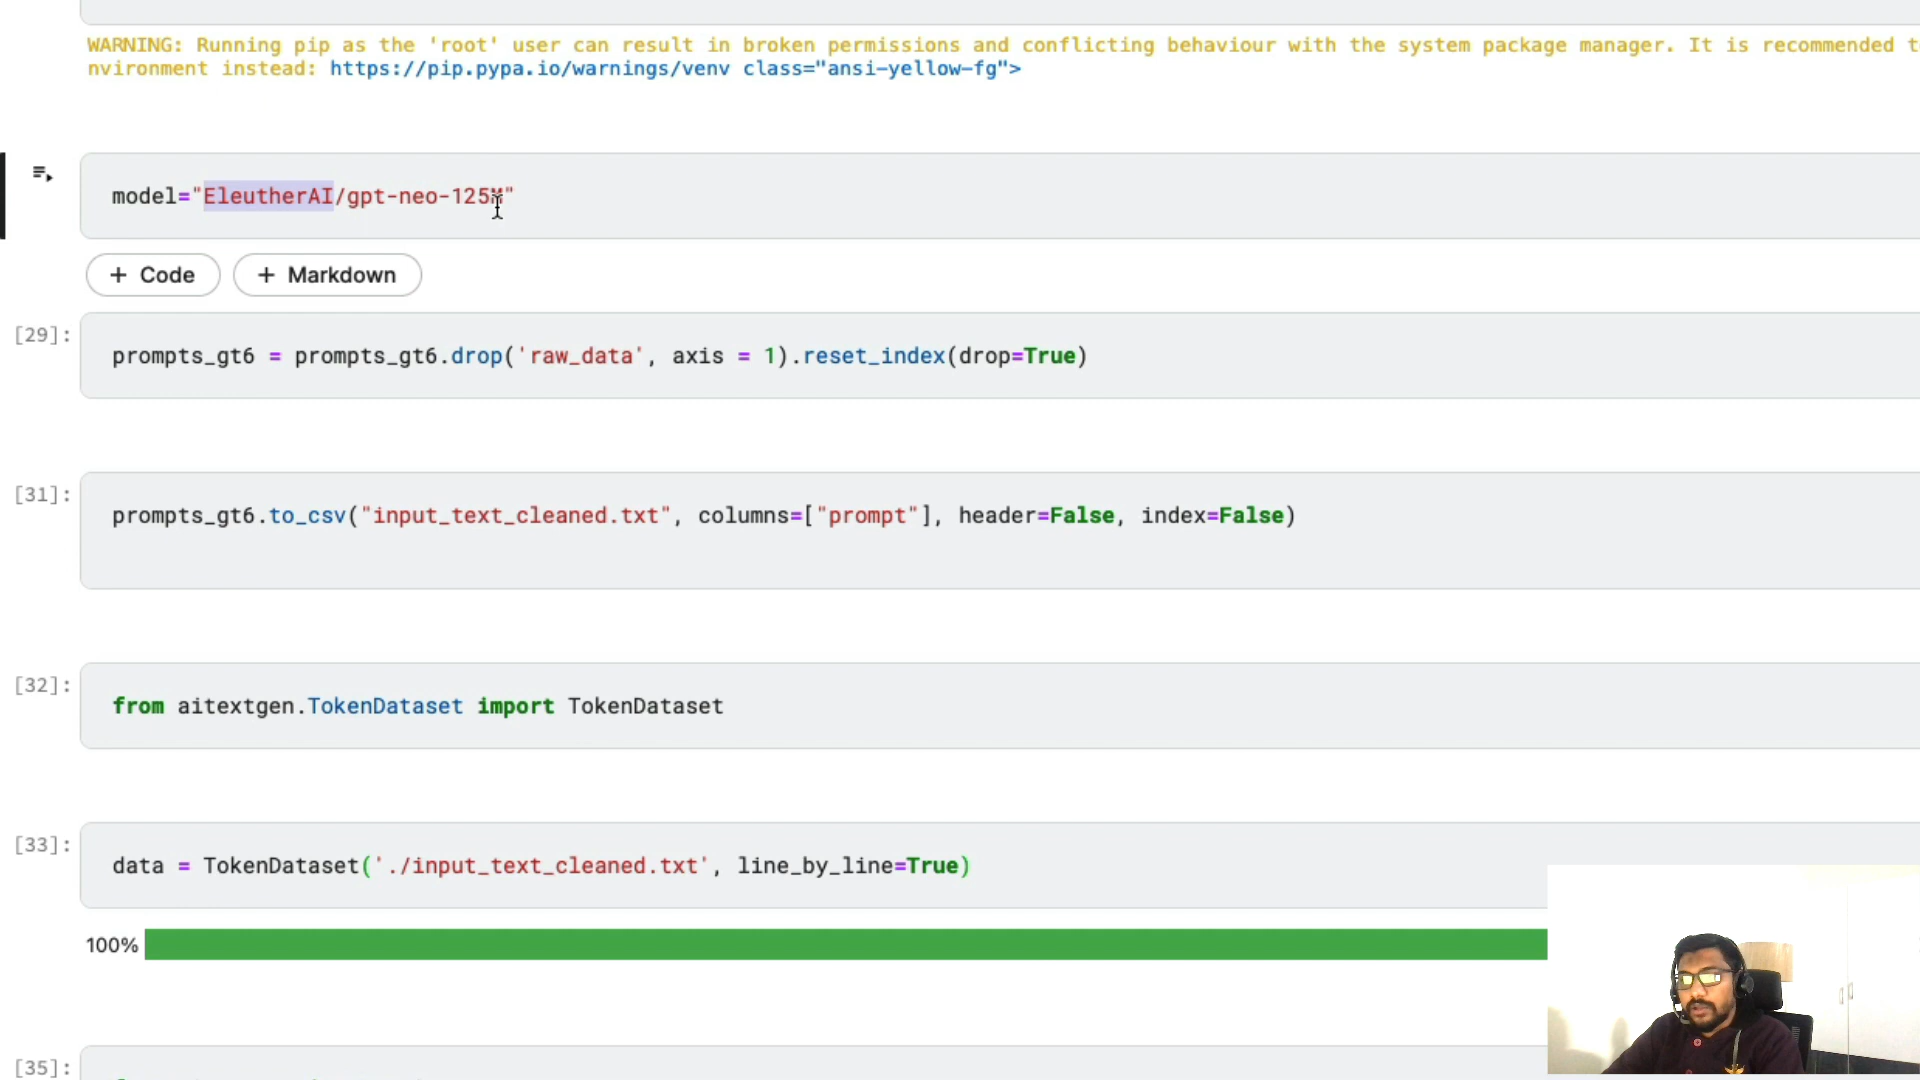 WARNING: Running pip as the 'root' user can result in broken permissions and conflicting behaviour with the system package manager. It is recommended
nvironment instead: https://pip.pypa.io/warnings/venv class="ansi-yellow-fg">
model="EleutherAI/gpt-neo-125M"
+ Code + Markdown
[29]:
prompts_gt6 = prompts_gt6.drop('raw_data', axis = 1).reset_index(drop=True)
[31]:
prompts_gt6.to_csv("input_text_cleaned.txt", columns=["prompt"], header=False, index=False)
[32]:
from aitextgen.TokenDataset import TokenDataset
[33]:
data = TokenDataset('./input_text_cleaned.txt', line_by_line=True)
100%
[35]: